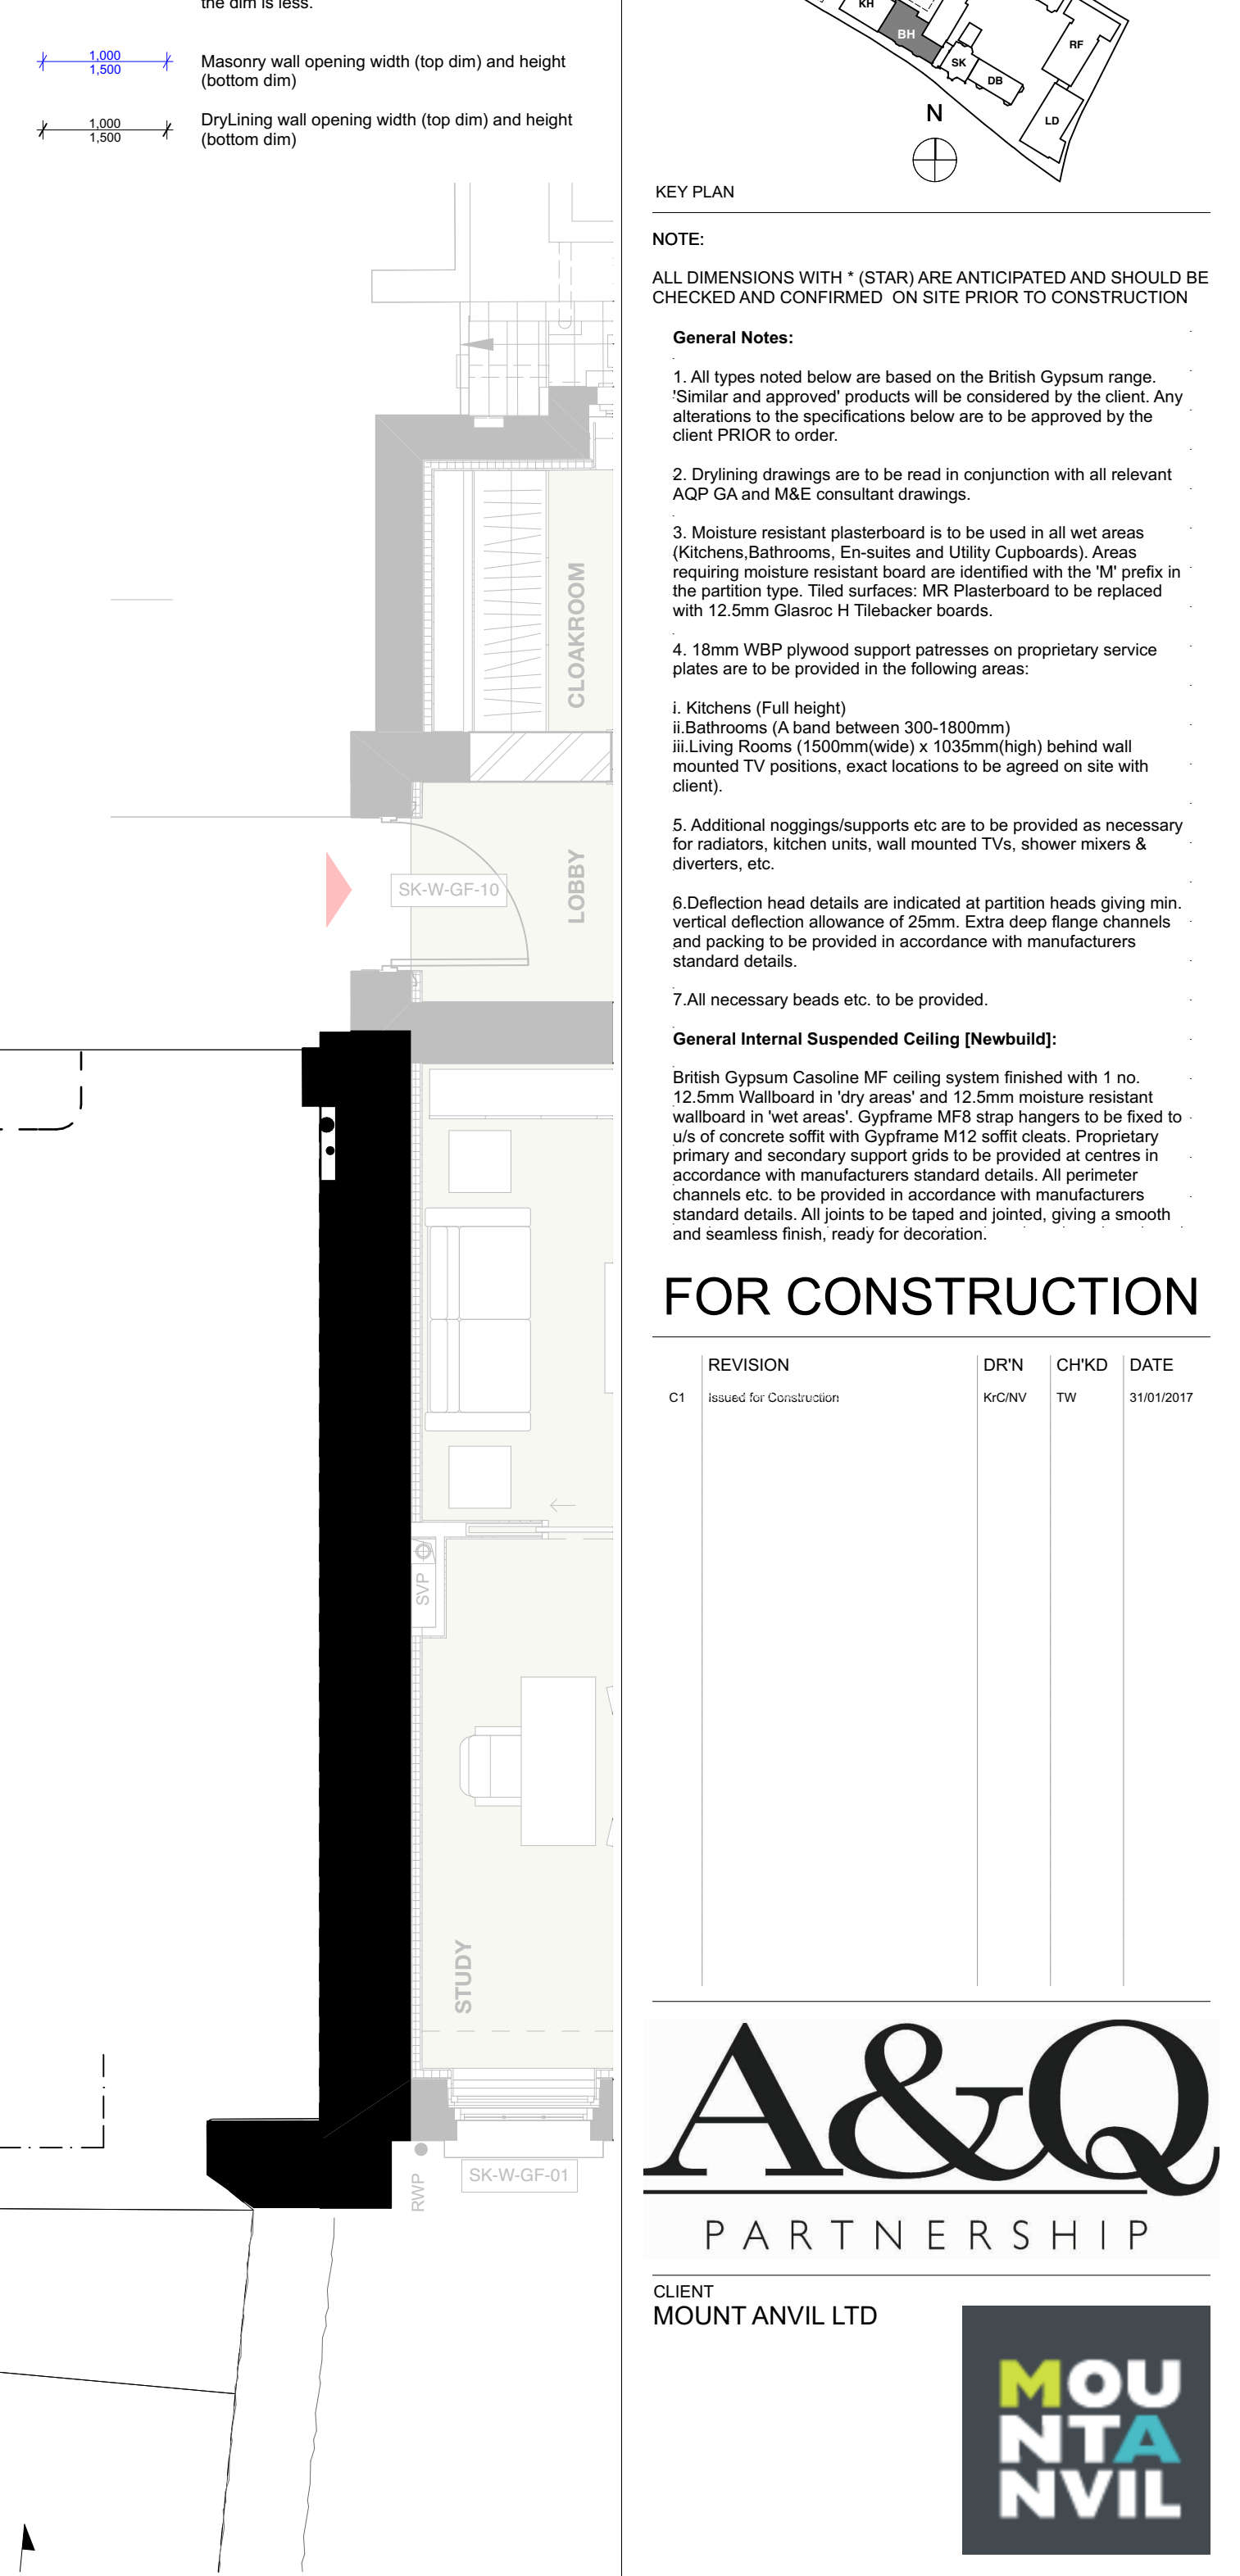 the dim is less.
1,000
1,500
Masonry wall opening width (top dim) and height
(bottom dim)
1,000
1,500
DryLining wall opening width (top dim) and height
(bottom dim)
CLOAKROOM
LOBBY
SK-W-GF-10
SVP
STUDY
RWP
SK-W-GF-01
KH
BH
SK
DB
RF
LD
N
KEY PLAN
NOTE:
ALL DIMENSIONS WITH * (STAR) ARE ANTICIPATED AND SHOULD BE
CHECKED AND CONFIRMED ON SITE PRIOR TO CONSTRUCTION
General Notes:
1. All types noted below are based on the British Gypsum range.
'Similar and approved' products will be considered by the client. Any
alterations to the specifications below are to be approved by the
client PRIOR to order.
2. Drylining drawings are to be read in conjunction with all relevant
AQP GA and M&E consultant drawings.
3. Moisture resistant plasterboard is to be used in all wet areas
(Kitchens,Bathrooms, En-suites and Utility Cupboards). Areas
requiring moisture resistant board are identified with the 'M' prefix in
the partition type. Tiled surfaces: MR Plasterboard to be replaced
with 12.5mm Glasroc H Tilebacker boards.
4. 18mm WBP plywood support patresses on proprietary service
plates are to be provided in the following areas:
i. Kitchens (Full height)
ii.Bathrooms (A band between 300-1800mm)
iii.Living Rooms (1500mm(wide) x 1035mm(high) behind wall
mounted TV positions, exact locations to be agreed on site with
client).
5. Additional noggings/supports etc are to be provided as necessary
for radiators, kitchen units, wall mounted TVs, shower mixers &
diverters, etc.
6.Deflection head details are indicated at partition heads giving min.
vertical deflection allowance of 25mm. Extra deep flange channels
and packing to be provided in accordance with manufacturers
standard details.
7.All necessary beads etc. to be provided.
General Internal Suspended Ceiling [Newbuild]:
British Gypsum Casoline MF ceiling system finished with 1 no.
12.5mm Wallboard in 'dry areas' and 12.5mm moisture resistant
wallboard in 'wet areas'. Gypframe MF8 strap hangers to be fixed to
u/s of concrete soffit with Gypframe M12 soffit cleats. Proprietary
primary and secondary support grids to be provided at centres in
accordance with manufacturers standard details. All perimeter
channels etc. to be provided in accordance with manufacturers
standard details. All joints to be taped and jointed, giving a smooth
and seamless finish, ready for decoration.
FOR CONSTRUCTION
REVISION DR'N CH'KD DATE
C1 Issued for Construction KrC/NV TW 31/01/2017
A&Q
PARTNERSHIP
CLIENT
MOUNT ANVIL LTD
MOU
NTA
NVIL